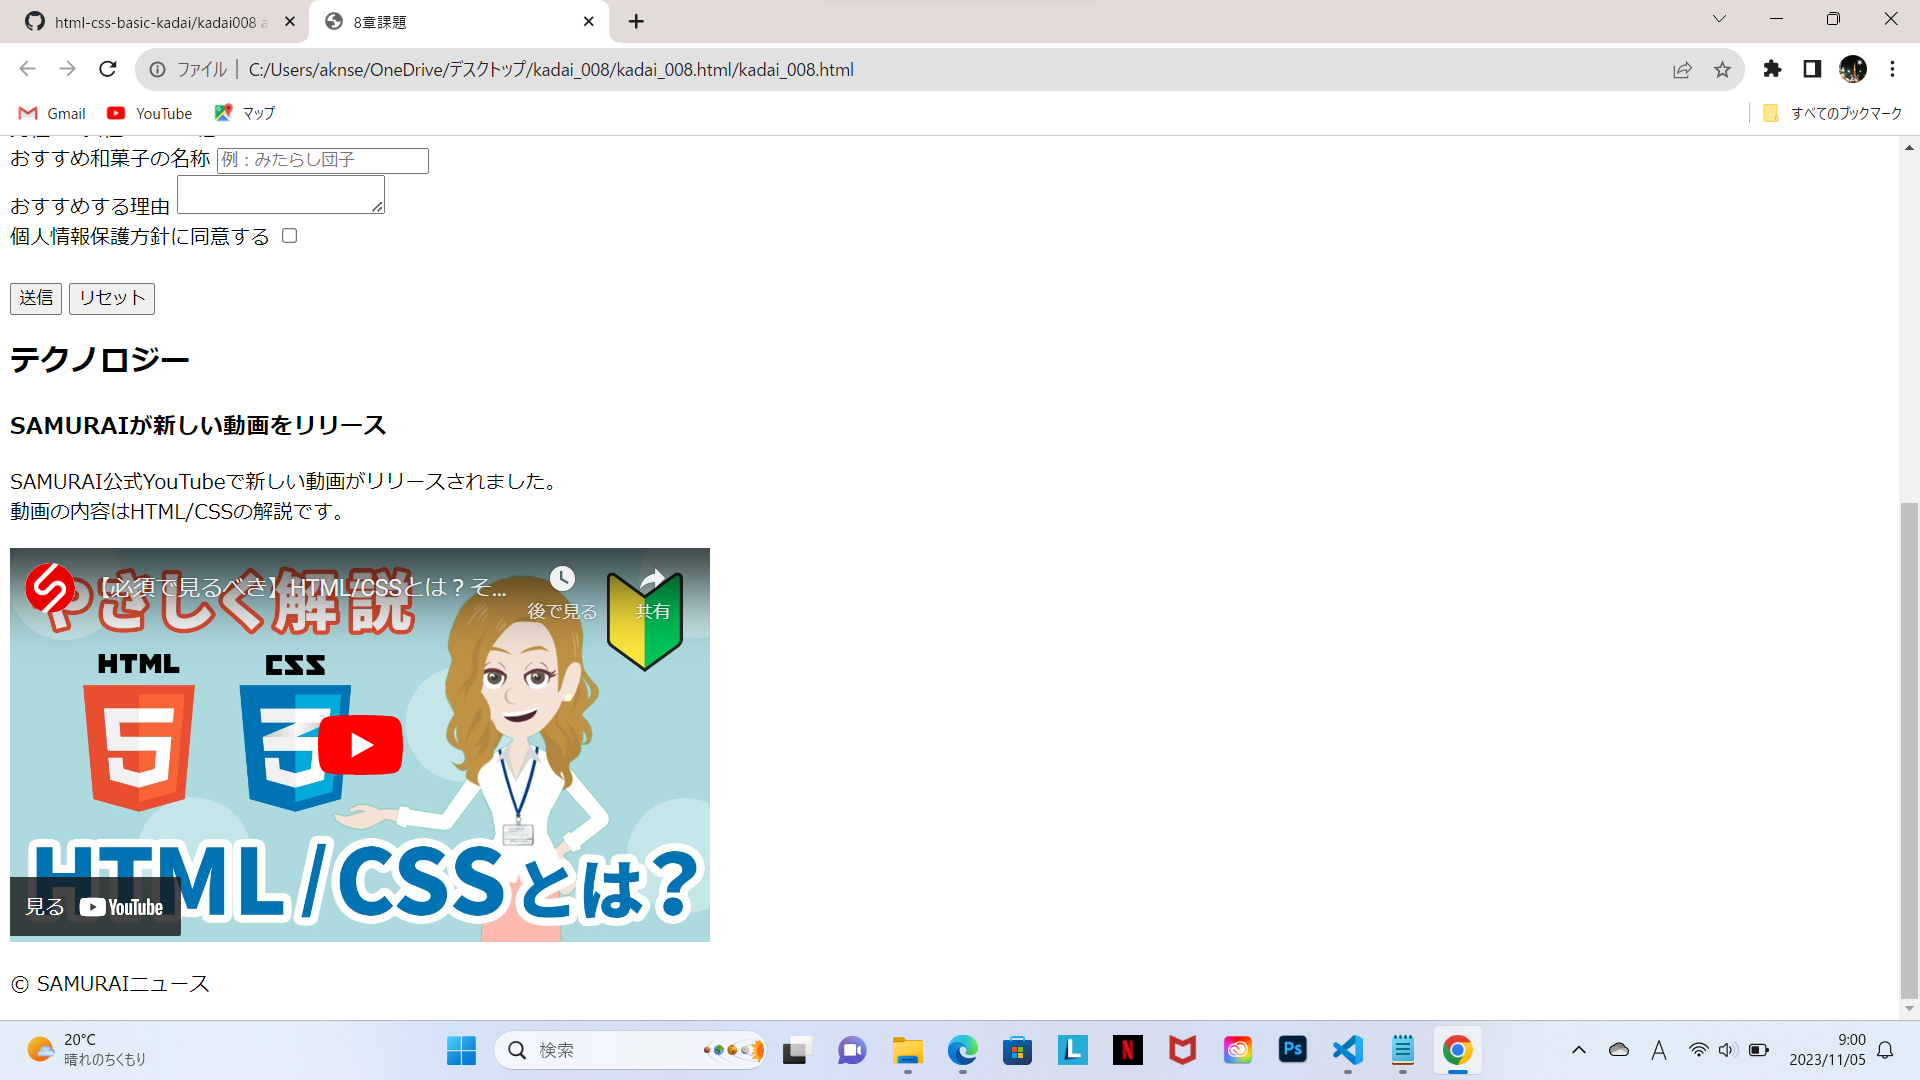 html-css-basic-kadai/kadai008 a
8章課題
ファイル
C:/Users/aknse/OneDrive/デスクトップ/kadai_008/kadai_008.html/kadai_008.html
Gmail
YouTube
マップ
すべてのブックマーク
おすすめ和菓子の名称 例：みたらし団子
おすすめする理由
個人情報保護方針に同意する
送信 リセット
テクノロジー
SAMURAIが新しい動画をリリース
SAMURAI公式YouTubeで新しい動画がリリースされました。
動画の内容はHTML/CSSの解説です。
【必須で見るべき】HTML/CSSとは？そ...
後で見る
共有
やさしく解説
HTML CSS
HTML/CSSとは?
見る YouTube
© SAMURAIニュース
20°C
晴れのちくもり
検索
L
N
Ps
A
9:00
2023/11/05